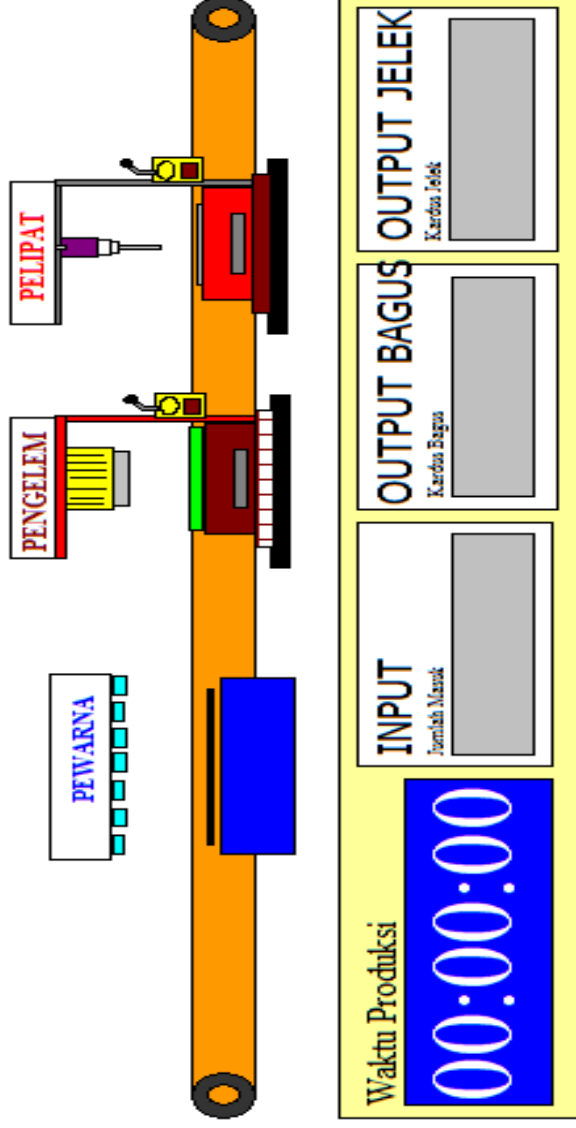 PEWARNA
PENGELEM
PELIPAT
Waktu Produksi
00:00:00
INPUT
Jumlah Masuk
OUTPUT BAGUS
Kardus Bagus
OUTPUT JELEK
Kardus Jelek